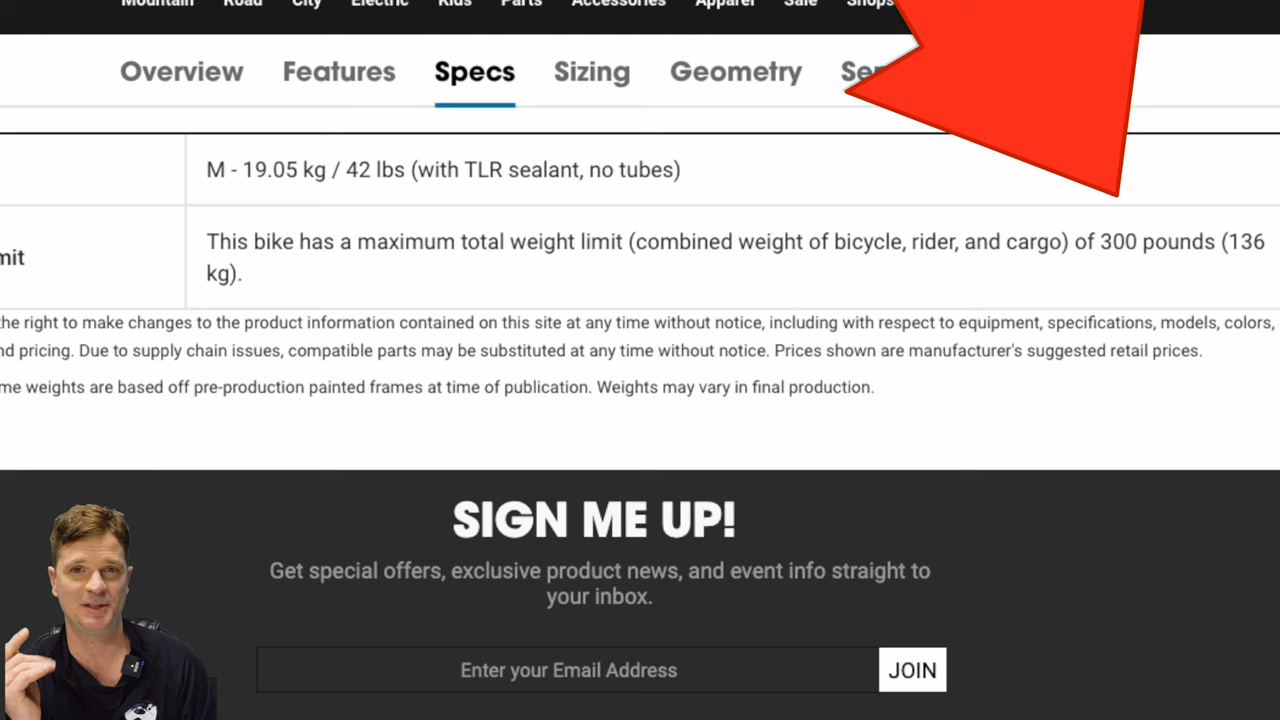 Mountain Road City Electric Kids Parts Accessories Apparel Sale Shops
Overview Features Specs Sizing Geometry
M - 19.05 kg / 42 lbs (with TLR sealant, no tubes)
This bike has a maximum total weight limit (combined weight of bicycle, rider, and cargo) of 300 pounds (136
kg).
the right to make changes to the product information contained on this site at any time without notice, including with respect to equipment, specifications, models, colors,
pricing. Due to supply chain issues, compatible parts may be substituted at any time without notice. Prices shown are manufacturer's suggested retail prices.
weights are based off pre-production painted frames at time of publication. Weights may vary in final production.
SIGN ME UP!
Get special offers, exclusive product news, and event info straight to
your inbox.
Enter your Email Address JOIN